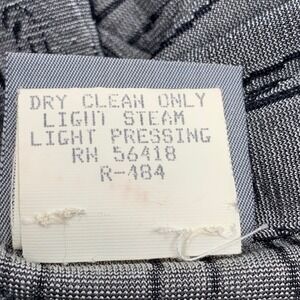 DRY CLEAN ONLY
LIGHT STEAM
LIGHT PRESSING
RN 56418
R-484